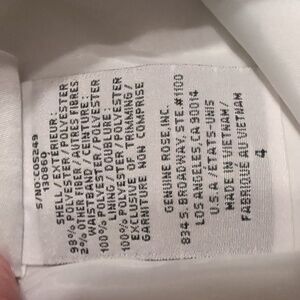 S/NO:COS249
130860
SHELL/EXTERIEUR:
98% POLYESTER/POLYESTER
2% OTHER FIBER/AUTRES FIBRES
WAISTBAND/CEINTURE:
100% POLYESTER/POLYESTER
LINING/DOUBLURE:
100% POLYESTER/POLYESTER
EXCLUSIVE OF TRIMMING/
GARNITURE NON COMPRISE
GENUINE ROSE,INC.
834 S.BROADWAY, STE.#1100
LOS ANGELES,CA 90014
U.S.A /ETATS-UNIS
MADE IN VIETNAM/
FABRIQUE AU VIETNAM
4